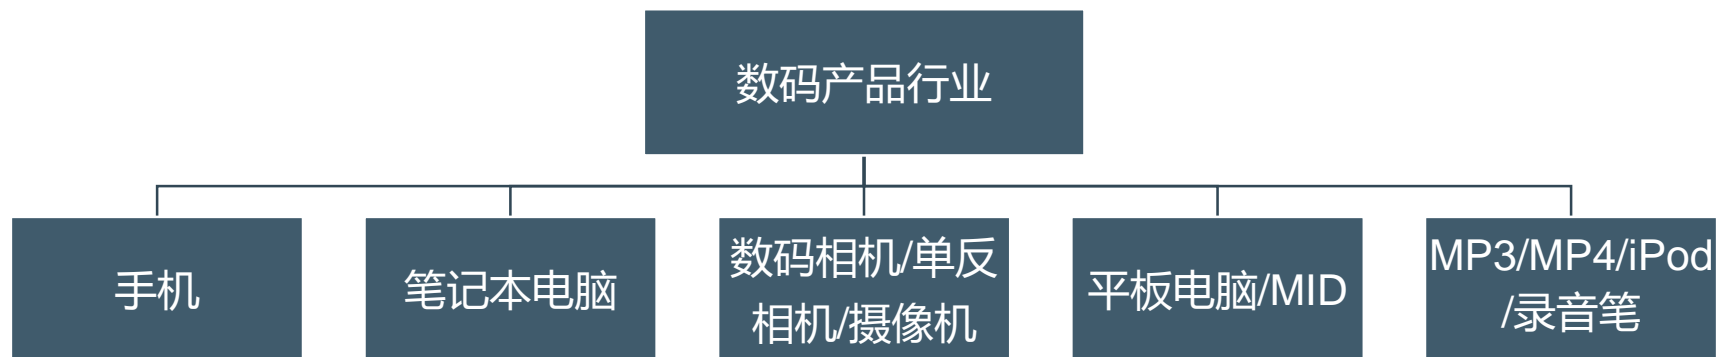 数码产品行业
手机
笔记本电脑
数码相机/单反
相机/摄像机
平板电脑/MID
MP3/MP4/iPod
/录音笔